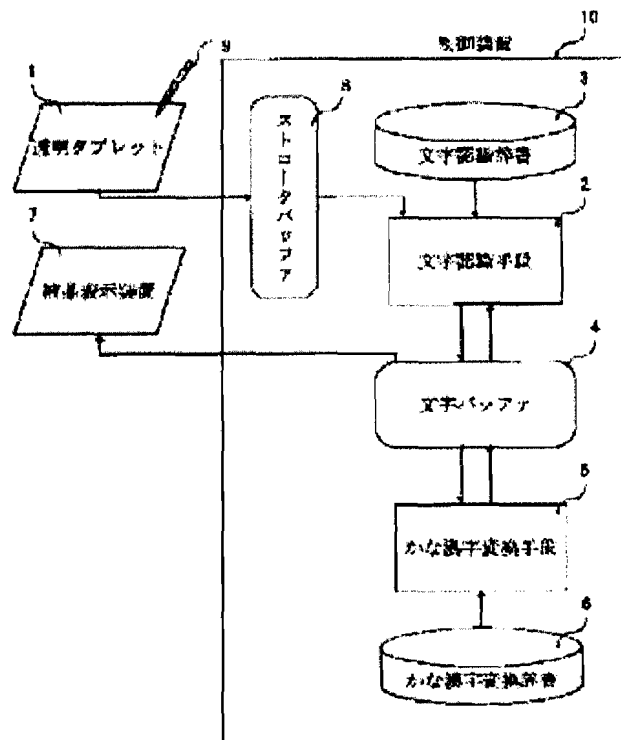 10
制御装置
9
1
透明タブレット
8
ストロークバッファ
3
文字認識辞書
2
文字認識手段
7
液晶表示装置
4
文字バッファ
5
かな漢字変換手段
6
かな漢字変換辞書